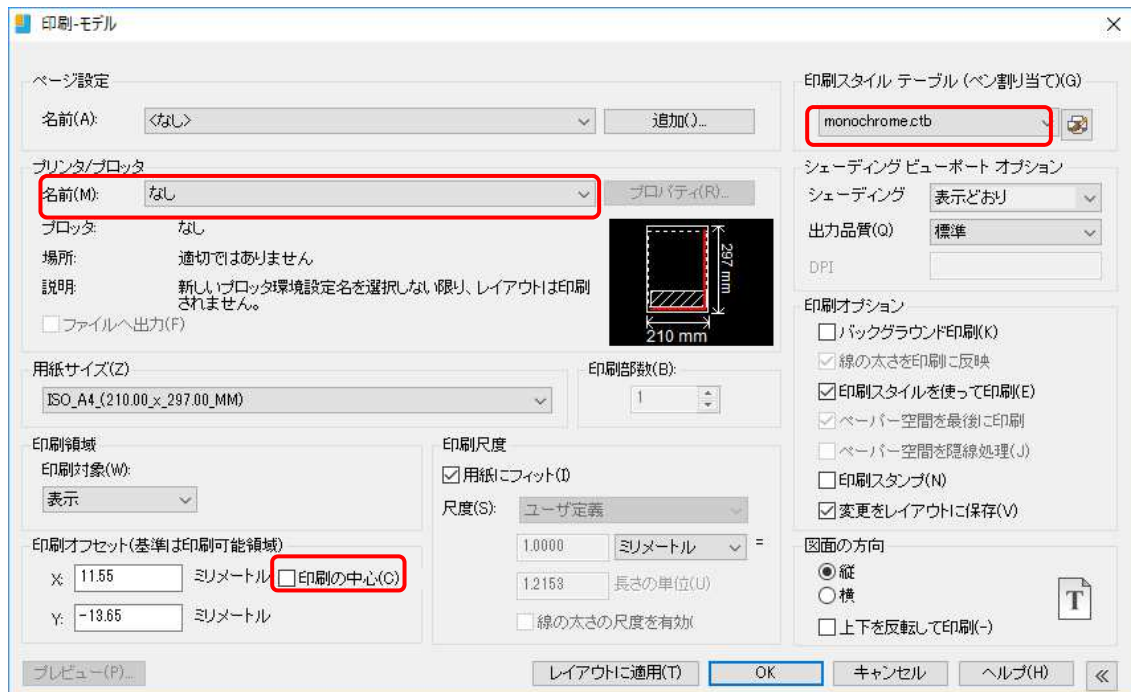 印刷-モデル
ページ設定
名前(A): <なし> 追加()...
プリンタ/プロッタ
名前(M): なし プロパティ(R)...
プロッタ: なし
場所: 適切ではありません
説明: 新しいプロッタ環境設定名を選択しない限り、レイアウトは印刷
されません。
ファイルへ出力(F)
297 mm
210 mm
用紙サイズ(Z)
ISO_A4_(210.00_x_297.00_MM)
印刷部数(B):
1
印刷領域
印刷対象(W):
表示
印刷オフセット(基準は印刷可能領域)
X: 11.55 ミリメートル 印刷の中心(C)
Y: -13.65 ミリメートル
印刷尺度
用紙にフィット(I)
尺度(S): ユーザ定義
1.0000 ミリメートル =
1.2153 長さの単位(U)
線の太さの尺度を有効(
印刷スタイル テーブル (ペン割り当て)(G)
monochrome.ctb
シェーディング ビューポート オプション
シェーディング 表示どおり
出力品質(Q) 標準
DPI
印刷オプション
バックグラウンド印刷(K)
線の太さを印刷に反映
印刷スタイルを使って印刷(E)
ペーパー空間を最後に印刷
ペーパー空間を隠線処理(J)
印刷スタンプ(N)
変更をレイアウトに保存(V)
図面の方向
縦
横
T
上下を反転して印刷(-)
プレビュー(P)... レイアウトに適用(T) OK キャンセル ヘルプ(H)